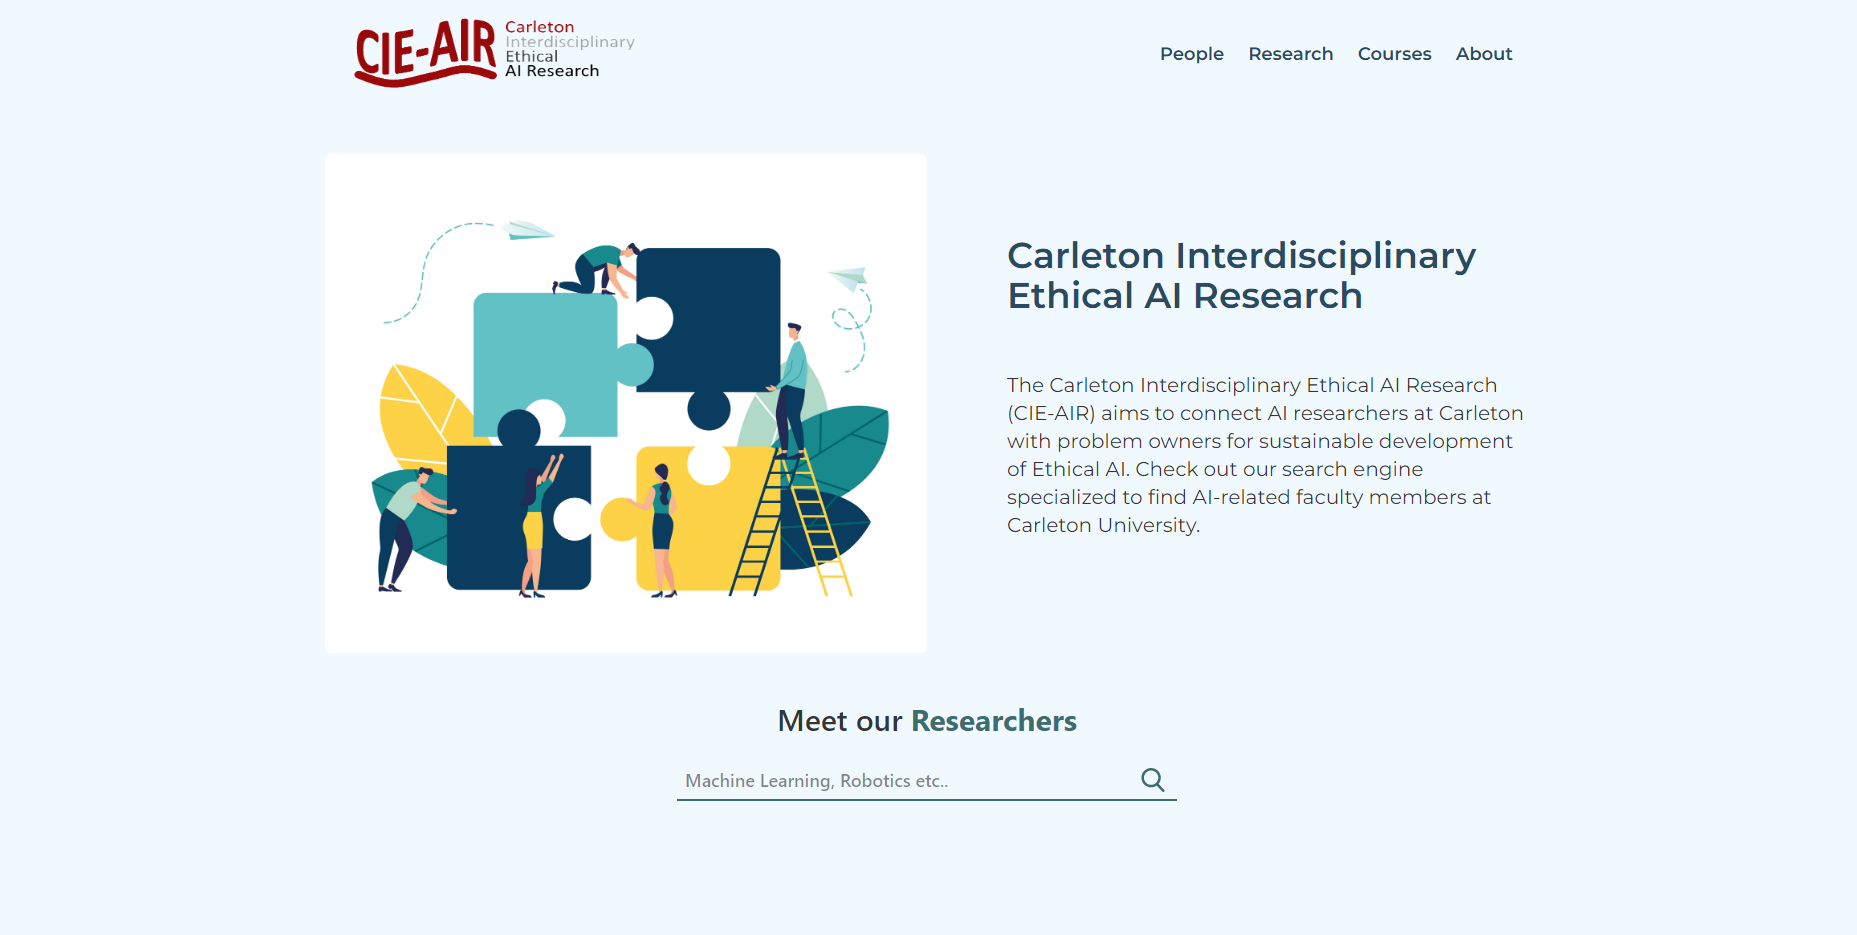 CIE-AIR
Carleton
Interdisciplinary
Ethical
AI Research
People Research Courses About
Carleton Interdisciplinary
Ethical AI Research
The Carleton Interdisciplinary Ethical AI Research
(CIE-AIR) aims to connect AI researchers at Carleton
with problem owners for sustainable development
of Ethical AI. Check out our search engine
specialized to find AI-related faculty members at
Carleton University.
Meet our Researchers
Machine Learning, Robotics etc..